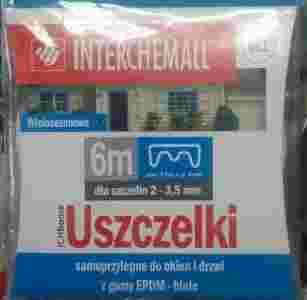 INTERCHEMALL
Wielosezonowe
6m
dla szczelin 2 - 3,5 mm
Uszczelki
samoprzylepne do okien i drzwi
z gumy EPDM - białe